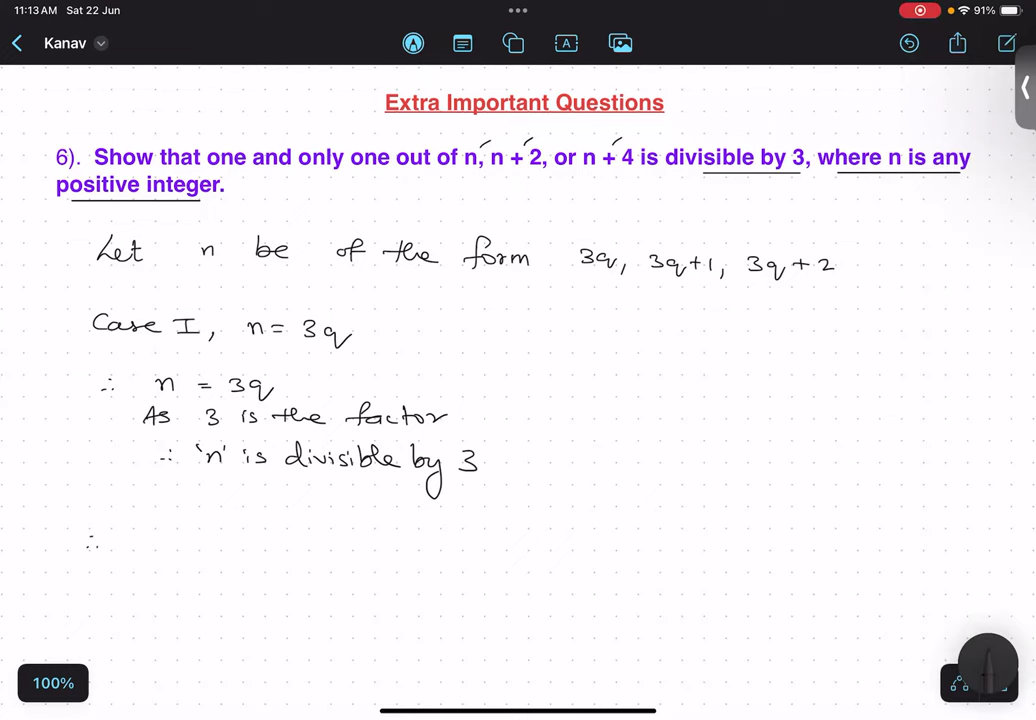 11:13 AM Sat 22 Jun
91%
Kanav
A
Extra Important Questions
6). Show that one and only one out of n, n + 2, or n + 4 is divisible by 3, where n is any
positive integer.
Let n be of the form 3q, 3q+1, 3q+2
Case I, n = 3q
∴ n = 3q
As 3 is the factor
∴ 'n' is divisible by 3
∴
100%